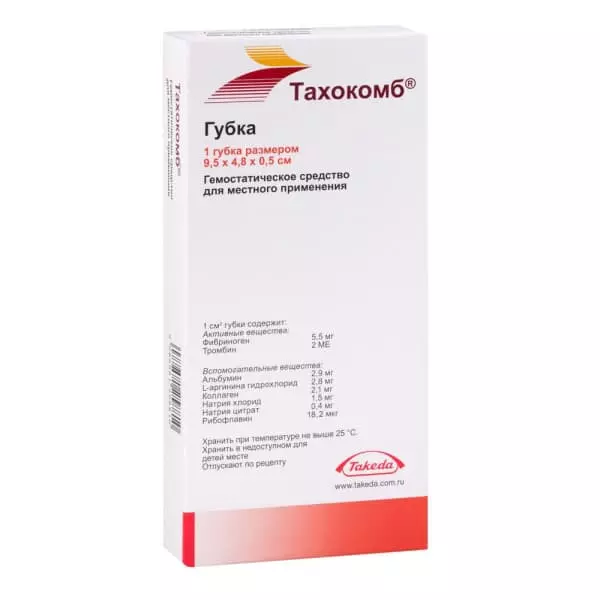 Тахокомб®
Губка
1 губка размером
9,5 х 4,8 х 0,5 см
Гемостатическое средство
для местного применения
1 см² губки содержит:
Активные вещества:
Фибриноген 5,5 мг
Тромбин 2 МЕ
Вспомогательные вещества:
Альбумин 2,9 мг
L-аргинина гидрохлорид 2,8 мг
Коллаген 2,1 мг
Натрия хлорид 1,5 мг
Натрия цитрат 0,4 мг
Рибофлавин 18,2 мкг
Хранить при температуре не выше 25 °C.
Хранить в недоступном для
детей месте
Отпускают по рецепту
Takeda
www.takeda.com.ru
Тахокомб®